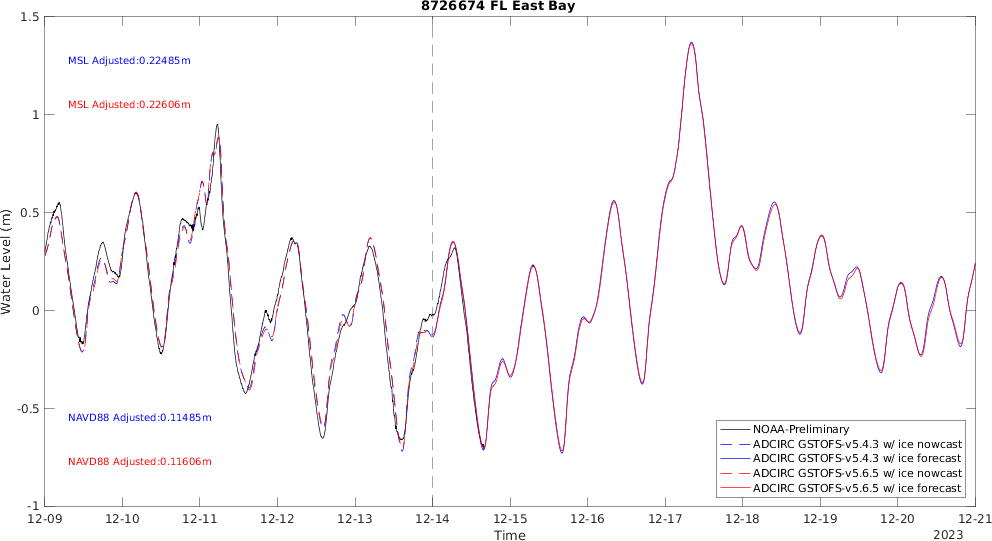 8726674 FL East Bay
1.5
1
0.5
0
-0.5
-1
Water Level (m)
MSL Adjusted:0.22485m
MSL Adjusted:0.22606m
NAVD88 Adjusted:0.11485m
NAVD88 Adjusted:0.11606m
NOAA-Preliminary
ADCIRC GSTOFS-v5.4.3 w/ ice nowcast
ADCIRC GSTOFS-v5.4.3 w/ ice forecast
ADCIRC GSTOFS-v5.6.5 w/ ice nowcast
ADCIRC GSTOFS-v5.6.5 w/ ice forecast
12-09 12-10 12-11 12-12 12-13 12-14 12-15 12-16 12-17 12-18 12-19 12-20 12-21
Time
2023